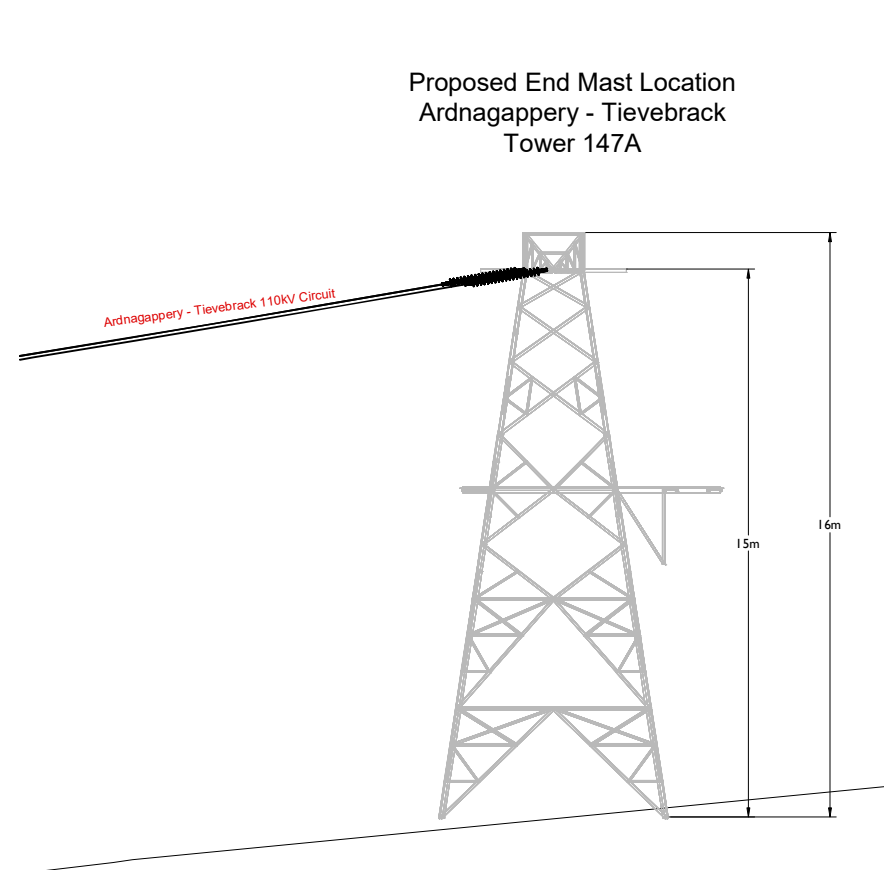 Proposed End Mast Location
Ardnagappery - Tievebrack
Tower 147A
Ardnagappery - Tievebrack 110kV Circuit
16m
15m